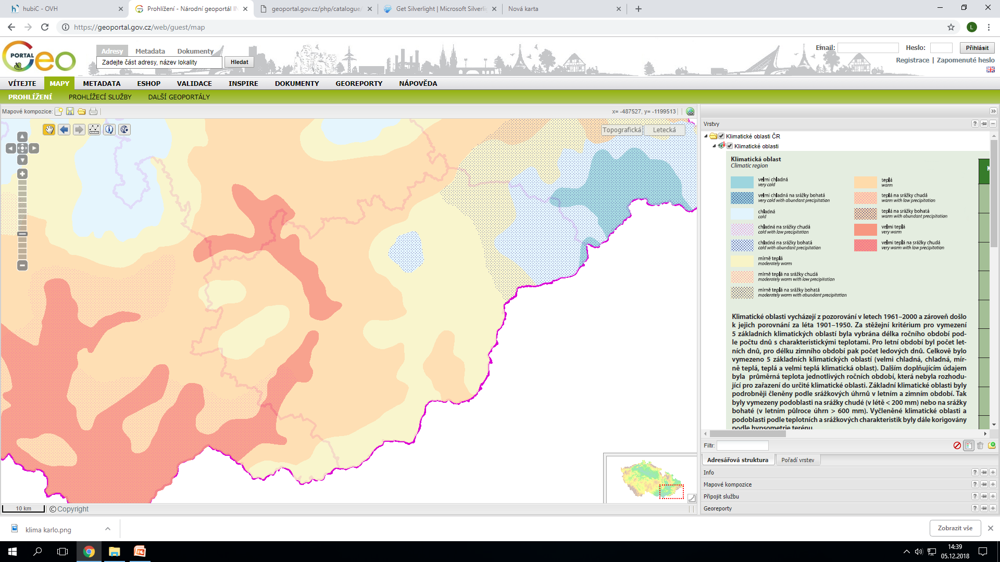 hubiC - OVH
Prohlížení - Národní geoportál IN
geoportal.gov.cz/php/catalogue/
Get Silverlight | Microsoft Silverli
Nová karta
https://geoportal.gov.cz/web/guest/map
L
PORTAL
Geo
Adresy Metadata Dokumenty
Zadejte část adresy, název lokality
Hledat
Email: Heslo: Přihlásit
Registrace | Zapomenuté heslo
VÍTEJTE MAPY METADATA ESHOP VALIDACE INSPIRE DOKUMENTY GEOREPORTY NÁPOVĚDA
PROHLÍŽENÍ PROHLÍŽECÍ SLUŽBY DALŠÍ GEOPORTÁLY
Mapové kompozice:
x= -487527, y= -1199513
Topografická Letecká
Vrstvy
Klimatické oblasti ČR
Klimatické oblasti
Klimatická oblast
Climatic region
velmi chladná
very cold
velmi chladná na srážky bohatá
very cold with abundant precipitation
chladná
cold
chladná na srážky chudá
cold with low precipitation
chladná na srážky bohatá
cold with abundant precipitation
mírně teplá
moderately warm
mírně teplá na srážky chudá
moderately warm with low precipitation
mírně teplá na srážky bohatá
moderately warm with abundant precipitation
teplá
warm
teplá na srážky chudá
warm with low precipitation
teplá na srážky bohatá
warm with abundant precipitation
velmi teplá
very warm
velmi teplá na srážky chudá
very warm with low precipitation
K
Klimatické oblasti vycházejí z pozorování v letech 1961–2000 a zároveň došlo
k jejich porovnání za léta 1901–1950. Za stěžejní kritérium pro vymezení
5 základních klimatických oblastí byla vybrána délka ročního období pod-
le počtu dnů s charakteristickými teplotami. Pro letní období byl počet let-
ních dnů, pro délku zimního období pak počet ledových dnů. Celkově bylo
vymezeno 5 základních klimatických oblastí (velmi chladná, chladná, mír-
ně teplá, teplá a velmi teplá klimatická oblast). Dalším doplňujícím údajem
byla průměrná teplota jednotlivých ročních období, která nebyla rozhodu-
jící pro zařazení do určité klimatické oblasti. Základní klimatické oblasti byly
podrobněji členěny podle srážkových úhrnů v letním a zimním období. Tak
byly vymezeny podoblasti na srážky chudé (v létě < 200 mm) nebo na srážky
bohaté (v letním půlroce úhrn > 600 mm). Vyčleněné klimatické oblasti a
podoblasti podle teplotních a srážkových charakteristik byly dále korigovány
podle hypsometrie terénu.
Filtr:
Adresářová struktura Pořadí vrstev
Info
Mapové kompozice
Připojit službu
Georeporty
10 km
© Copyright
klima karlo.png
Zobrazit vše
14:39
05.12.2018